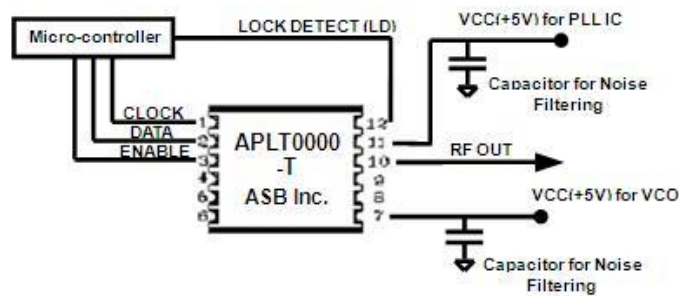 Micro-controller
LOCK DETECT (LD)
VCC(+5V) for PLL IC
Capacitor for Noise
Filtering
CLOCK
DATA
ENABLE
1
2
3
4
5
6
APLT0000
-T
ASB Inc.
12
11
10
9
8
7
RF OUT
VCC(+5V) for VCO
Capacitor for Noise
Filtering